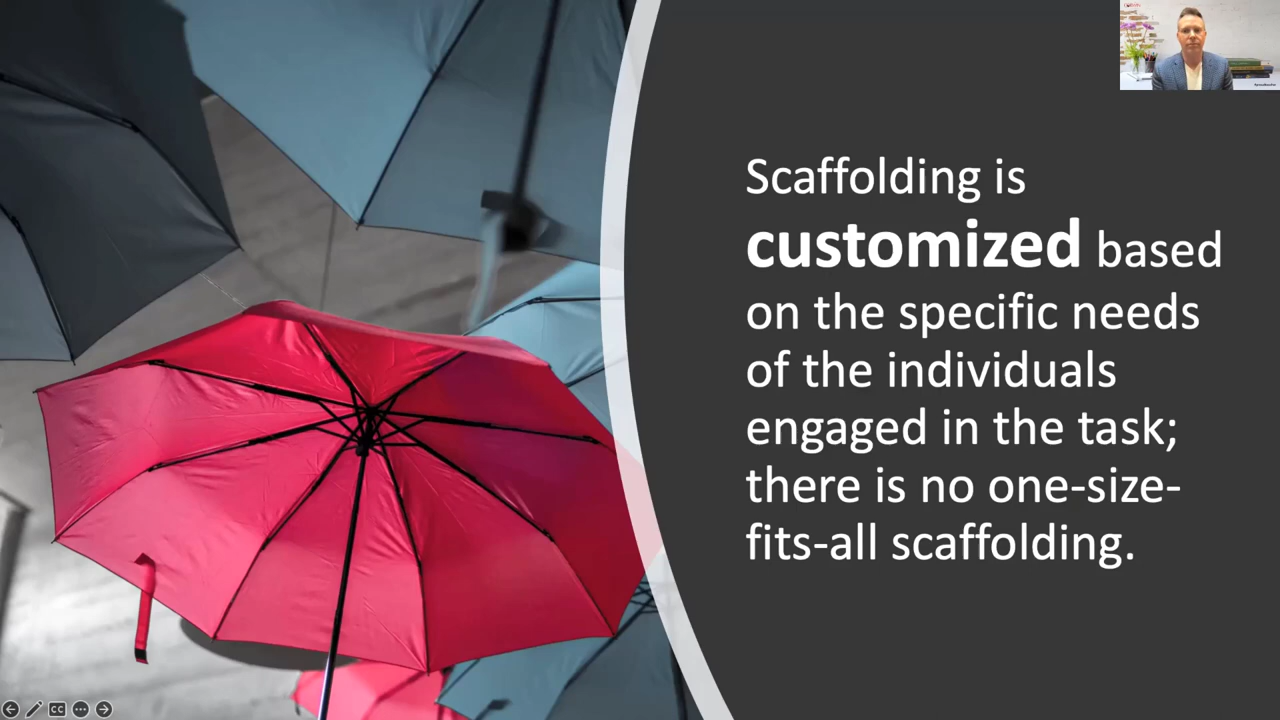 Scaffolding is
customized based
on the specific needs
of the individuals
engaged in the task;
there is no one-size-
fits-all scaffolding.
CC